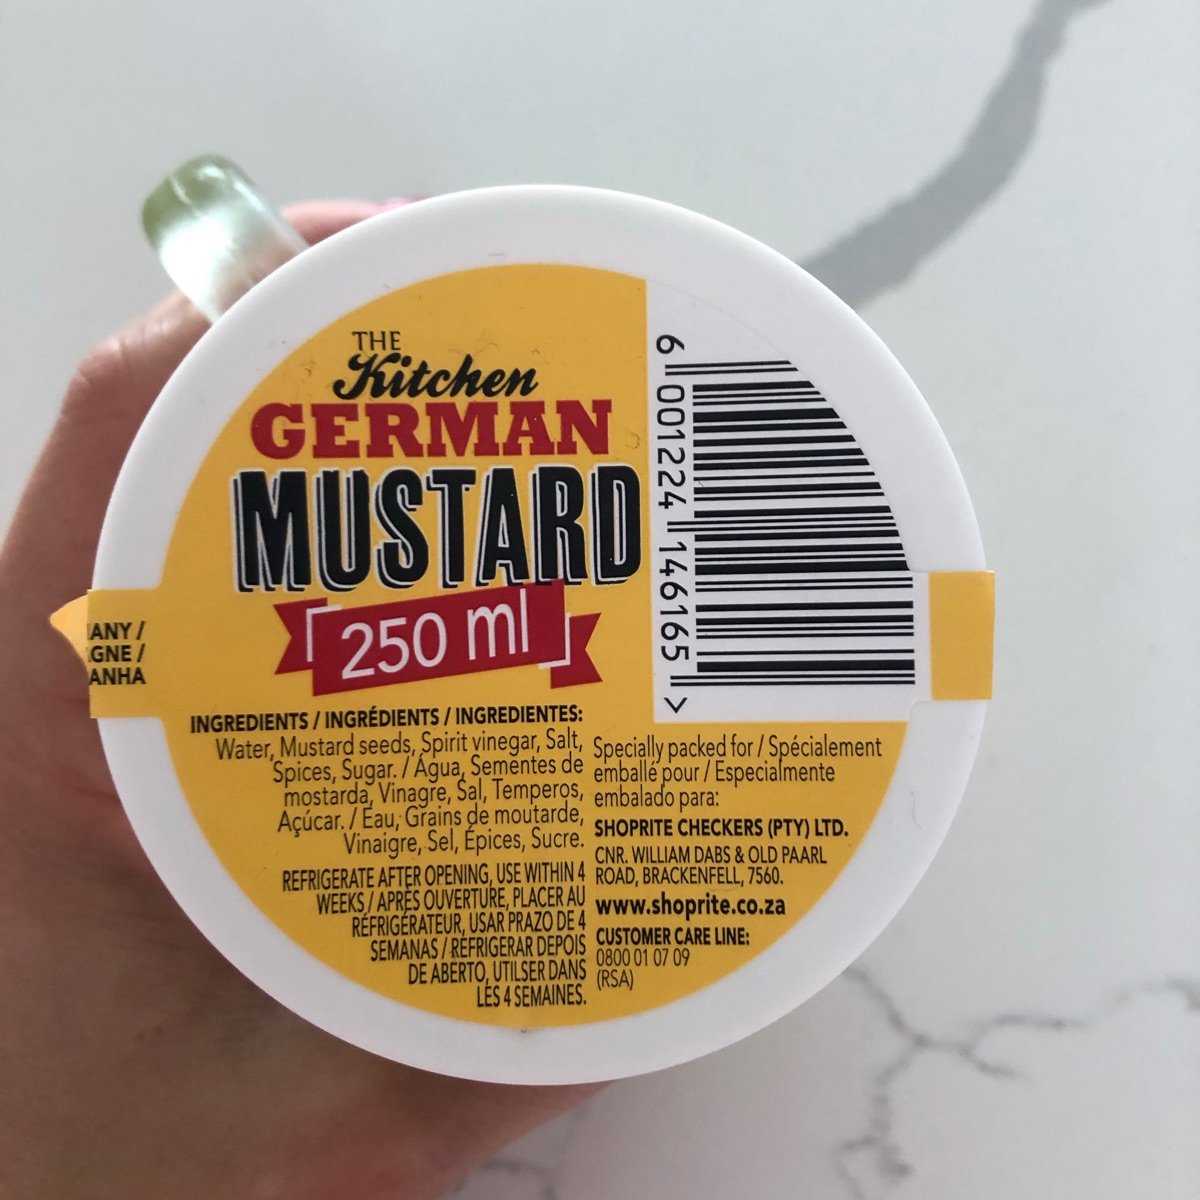 THE
Kitchen
GERMAN
MUSTARD
250 ml
6 001224 146165 >
ANY /
GNE /
ANHA
INGREDIENTS / INGRÉDIENTS / INGREDIENTES:
Water, Mustard seeds, Spirit vinegar, Salt,
Spices, Sugar. / Água, Sementes de
mostarda, Vinagre, Sal, Temperos,
Açúcar. / Eau, Grains de moutarde,
Vinaigre, Sel, Épices, Sucre.
REFRIGERATE AFTER OPENING, USE WITHIN 4
WEEKS / APRÈS OUVERTURE, PLACER AU
RÉFRIGÉRATEUR, USAR PRAZO DE 4
SEMANAS / REFRIGERAR DEPOIS
DE ABERTO, UTILSER DANS
LES 4 SEMAINES.
Specially packed for / Spécialement
emballé pour / Especialmente
embalado para:
SHOPRITE CHECKERS (PTY) LTD.
CNR. WILLIAM DABS & OLD PAARL
ROAD, BRACKENFELL, 7560.
www.shoprite.co.za
CUSTOMER CARE LINE:
0800 01 07 09
(RSA)